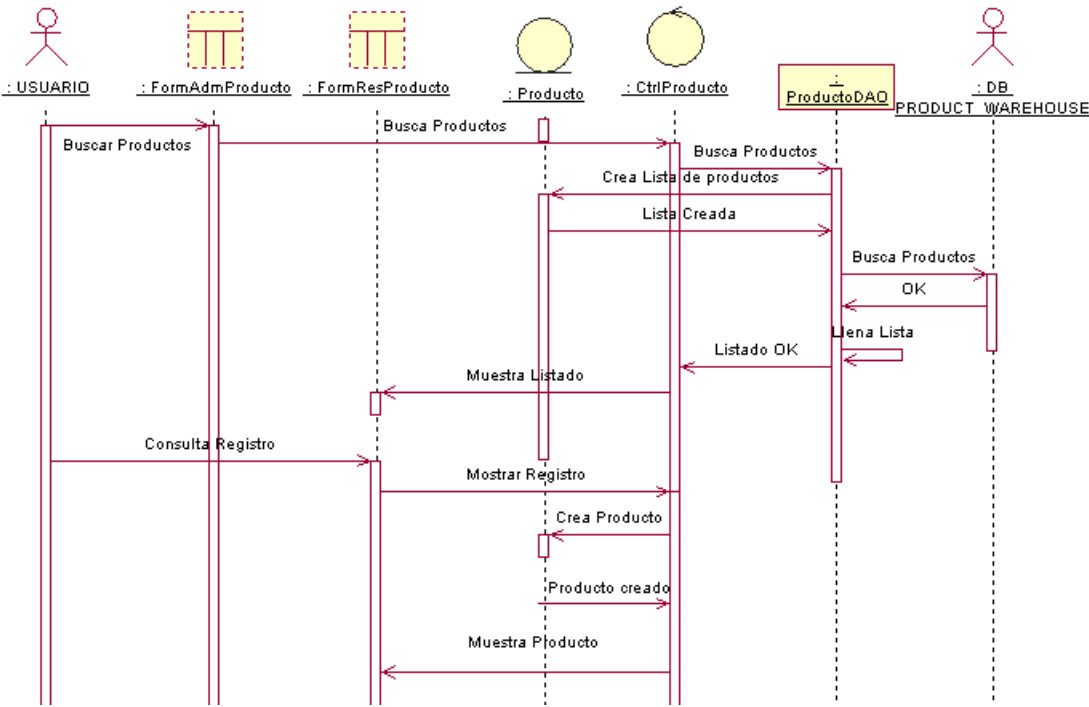 : USUARIO
: FormAdmProducto
: FormResProducto
: Producto
: CtrlProducto
:
ProductoDAO
: DB
PRODUCT_WAREHOUSE
Buscar Productos
Busca Productos
Busca Productos
Crea Lista de productos
Lista Creada
Busca Productos
OK
Llena Lista
Listado OK
Muestra Listado
Consulta Registro
Mostrar Registro
Crea Producto
Producto creado
Muestra Producto